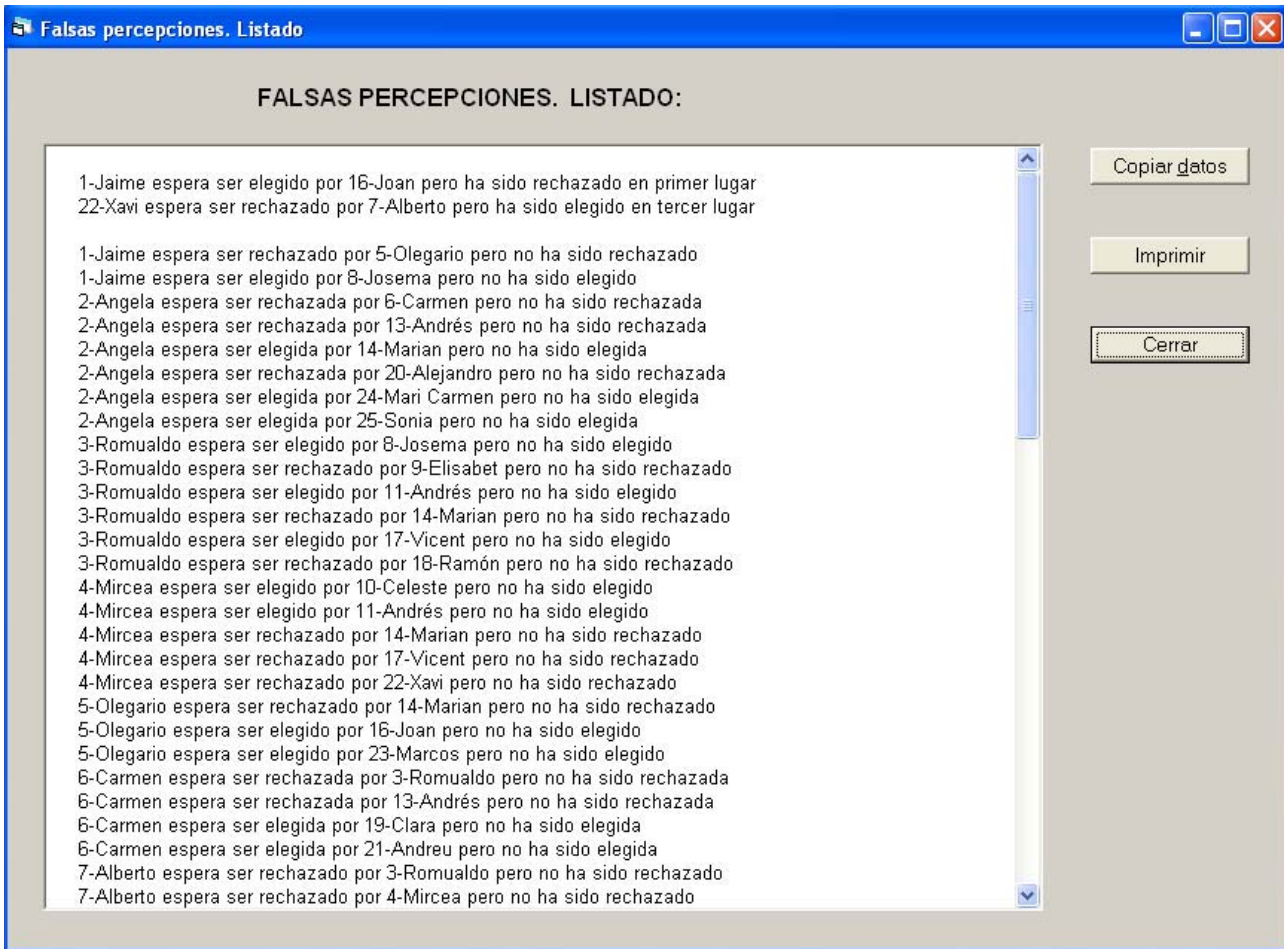 Falsas percepciones. Listado
FALSAS PERCEPCIONES. LISTADO:
1-Jaime espera ser elegido por 16-Joan pero ha sido rechazado en primer lugar
22-Xavi espera ser rechazado por 7-Alberto pero ha sido elegido en tercer lugar
1-Jaime espera ser rechazado por 5-Olegario pero no ha sido rechazado
1-Jaime espera ser elegido por 8-Josema pero no ha sido elegido
2-Angela espera ser rechazada por 6-Carmen pero no ha sido rechazada
2-Angela espera ser rechazada por 13-Andrés pero no ha sido rechazada
2-Angela espera ser elegida por 14-Marian pero no ha sido elegida
2-Angela espera ser rechazada por 20-Alejandro pero no ha sido rechazada
2-Angela espera ser elegida por 24-Mari Carmen pero no ha sido elegida
2-Angela espera ser elegida por 25-Sonia pero no ha sido elegida
3-Romualdo espera ser elegido por 8-Josema pero no ha sido elegido
3-Romualdo espera ser rechazado por 9-Elisabet pero no ha sido rechazado
3-Romualdo espera ser elegido por 11-Andrés pero no ha sido elegido
3-Romualdo espera ser rechazado por 14-Marian pero no ha sido rechazado
3-Romualdo espera ser elegido por 17-Vicent pero no ha sido elegido
3-Romualdo espera ser rechazado por 18-Ramón pero no ha sido rechazado
4-Mircea espera ser elegido por 10-Celeste pero no ha sido elegido
4-Mircea espera ser elegido por 11-Andrés pero no ha sido elegido
4-Mircea espera ser rechazado por 14-Marian pero no ha sido rechazado
4-Mircea espera ser rechazado por 17-Vicent pero no ha sido rechazado
4-Mircea espera ser rechazado por 22-Xavi pero no ha sido rechazado
5-Olegario espera ser rechazado por 14-Marian pero no ha sido rechazado
5-Olegario espera ser elegido por 16-Joan pero no ha sido elegido
5-Olegario espera ser elegido por 23-Marcos pero no ha sido elegido
6-Carmen espera ser rechazada por 3-Romualdo pero no ha sido rechazada
6-Carmen espera ser rechazada por 13-Andrés pero no ha sido rechazada
6-Carmen espera ser elegida por 19-Clara pero no ha sido elegida
6-Carmen espera ser elegida por 21-Andreu pero no ha sido elegida
7-Alberto espera ser rechazado por 3-Romualdo pero no ha sido rechazado
7-Alberto espera ser rechazado por 4-Mircea pero no ha sido rechazado
Copiar datos
Imprimir
Cerrar